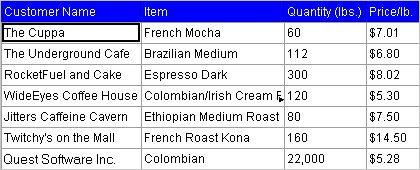 Customer Name Item Quantity (lbs.) Price/lb.
The Cuppa French Mocha 60 $7.01
The Underground Cafe Brazilian Medium 112 $6.80
RocketFuel and Cake Espresso Dark 300 $8.02
WideEyes Coffee House Colombian/Irish Cream 120 $5.30
Jitters Caffeine Cavern Ethiopian Medium Roast 80 $7.50
Twitchy's on the Mall French Roast Kona 160 $14.50
Quest Software Inc. Colombian 22,000 $5.28